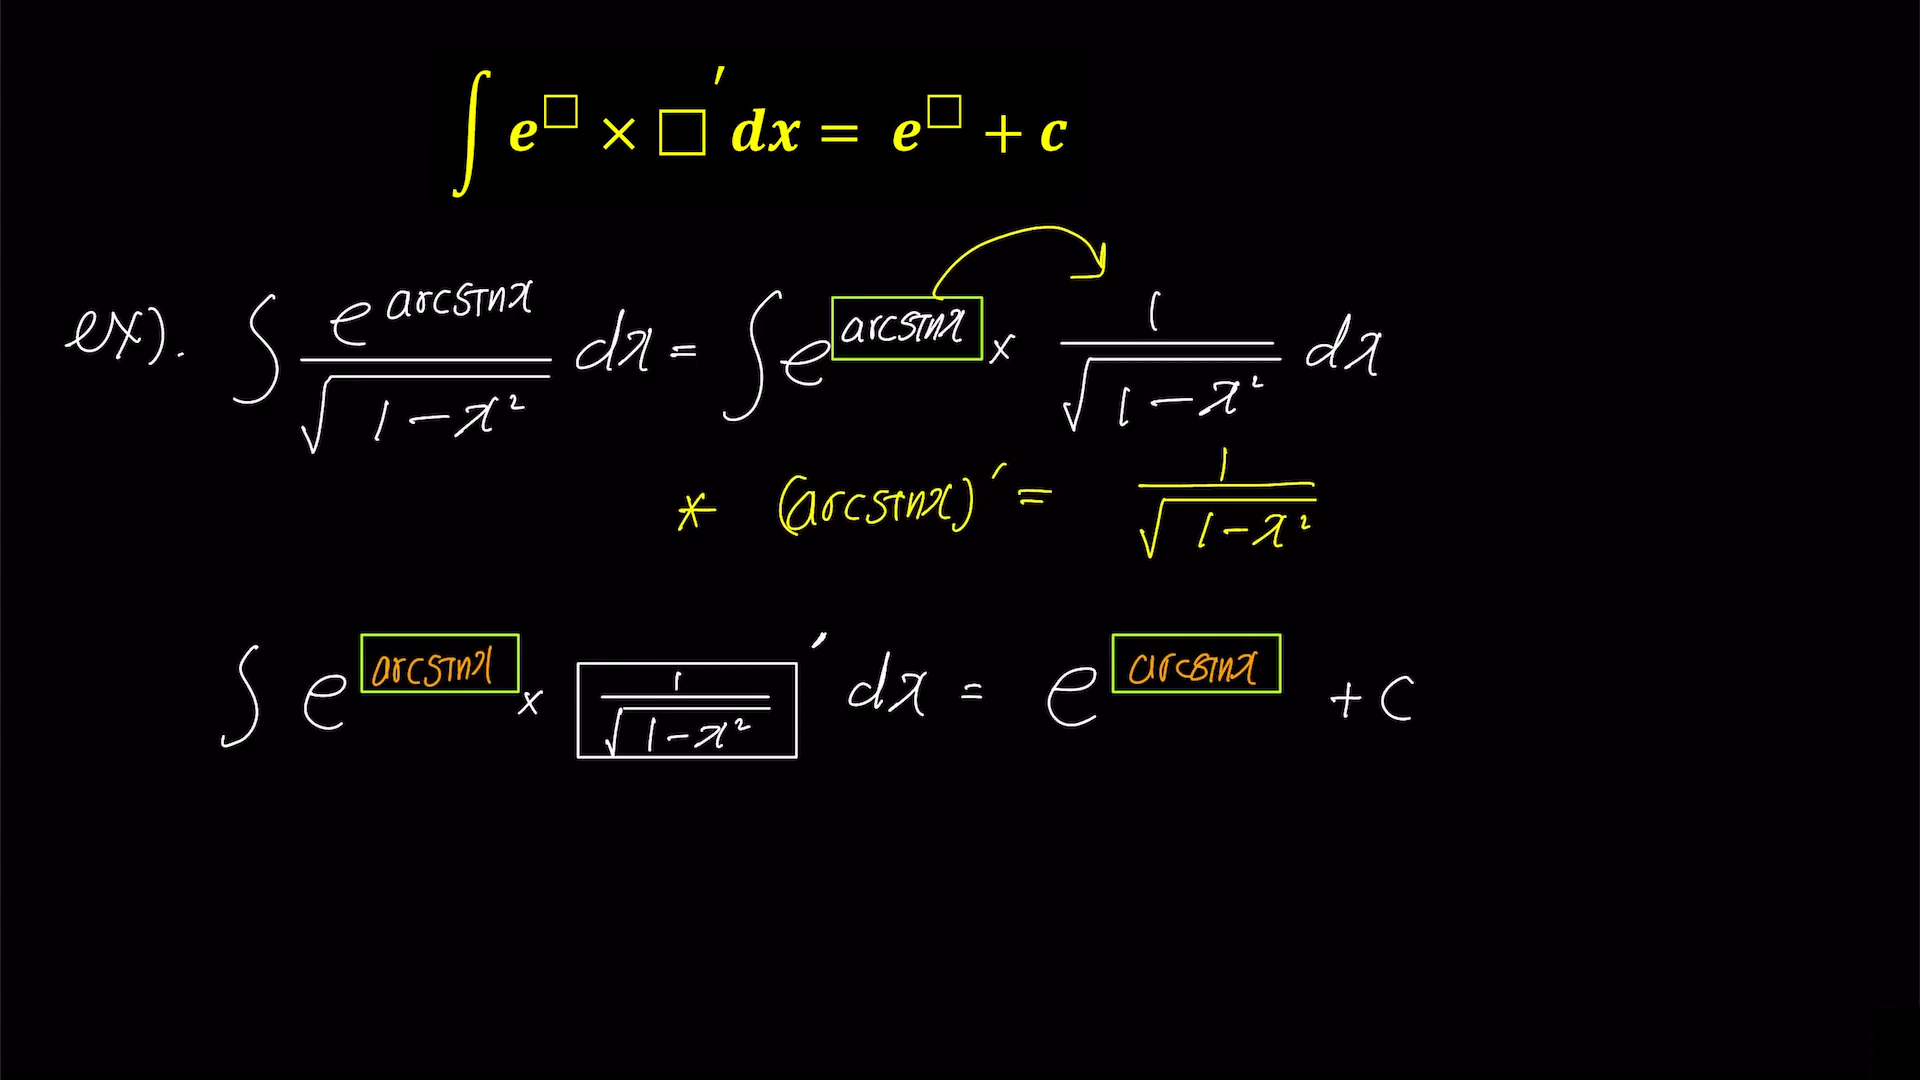 ∫ e^□ × □′ dx = e^□ + c
ex). ∫ e^arcsinx / √(1-x²) dx = ∫ e^arcsinx × 1/√(1-x²) dx
* (arcsinx)′ = 1/√(1-x²)
∫ e^arcsinx × 1/√(1-x²) ′ dx = e^arcsinx + c